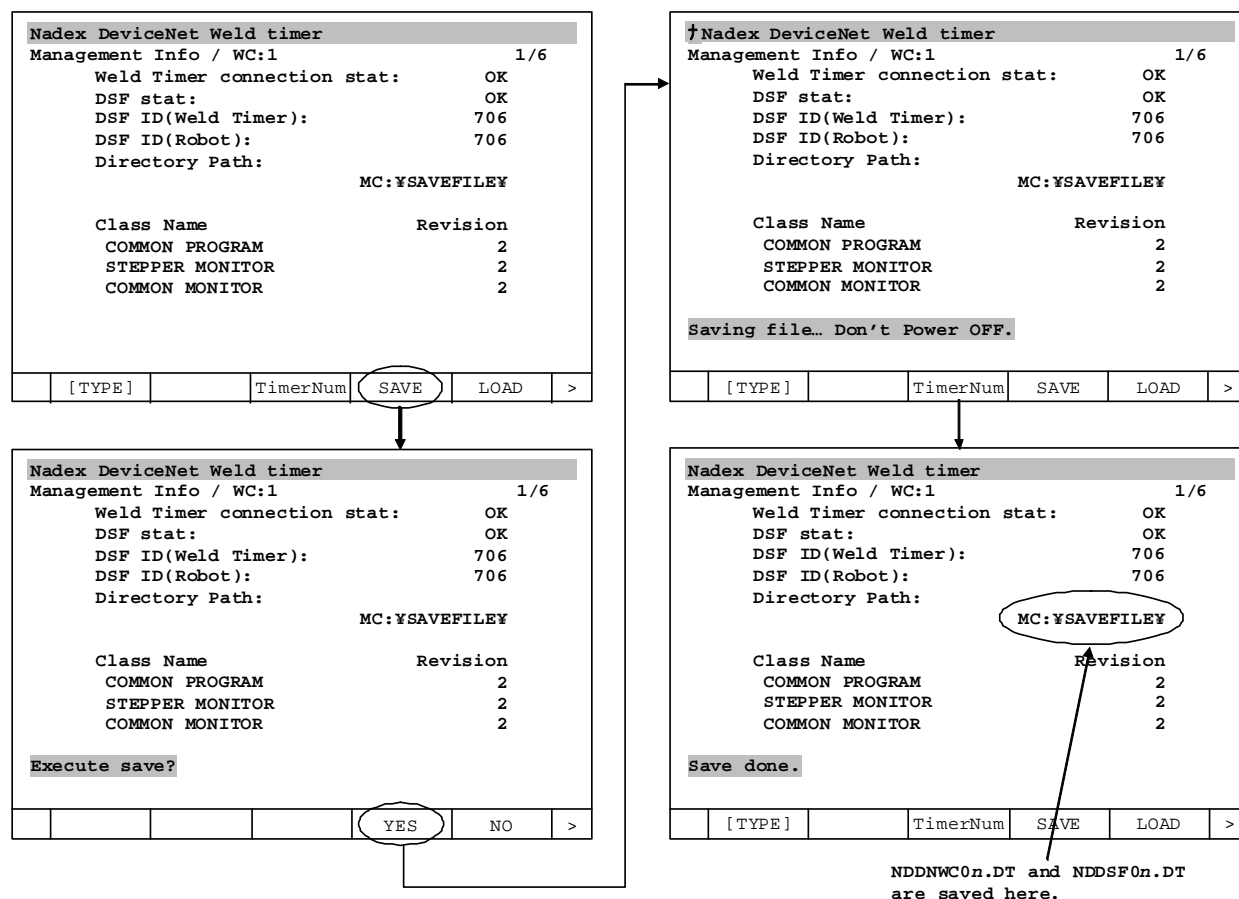 Nadex DeviceNet Weld timer
Management Info / WC:1 1/6
Weld Timer connection stat: OK
DSF stat: OK
DSF ID(Weld Timer): 706
DSF ID(Robot): 706
Directory Path:
MC:¥SAVEFILE¥
Class Name Revision
COMMON PROGRAM 2
STEPPER MONITOR 2
COMMON MONITOR 2
[TYPE] TimerNum SAVE LOAD >
Nadex DeviceNet Weld timer
Management Info / WC:1 1/6
Weld Timer connection stat: OK
DSF stat: OK
DSF ID(Weld Timer): 706
DSF ID(Robot): 706
Directory Path:
MC:¥SAVEFILE¥
Class Name Revision
COMMON PROGRAM 2
STEPPER MONITOR 2
COMMON MONITOR 2
Execute save?
YES NO >
†Nadex DeviceNet Weld timer
Management Info / WC:1 1/6
Weld Timer connection stat: OK
DSF stat: OK
DSF ID(Weld Timer): 706
DSF ID(Robot): 706
Directory Path:
MC:¥SAVEFILE¥
Class Name Revision
COMMON PROGRAM 2
STEPPER MONITOR 2
COMMON MONITOR 2
Saving file… Don't Power OFF.
[TYPE] TimerNum SAVE LOAD >
Nadex DeviceNet Weld timer
Management Info / WC:1 1/6
Weld Timer connection stat: OK
DSF stat: OK
DSF ID(Weld Timer): 706
DSF ID(Robot): 706
Directory Path:
MC:¥SAVEFILE¥
Class Name Revision
COMMON PROGRAM 2
STEPPER MONITOR 2
COMMON MONITOR 2
Save done.
[TYPE] TimerNum SAVE LOAD >
NDDNWC0n.DT and NDDSF0n.DT
are saved here.